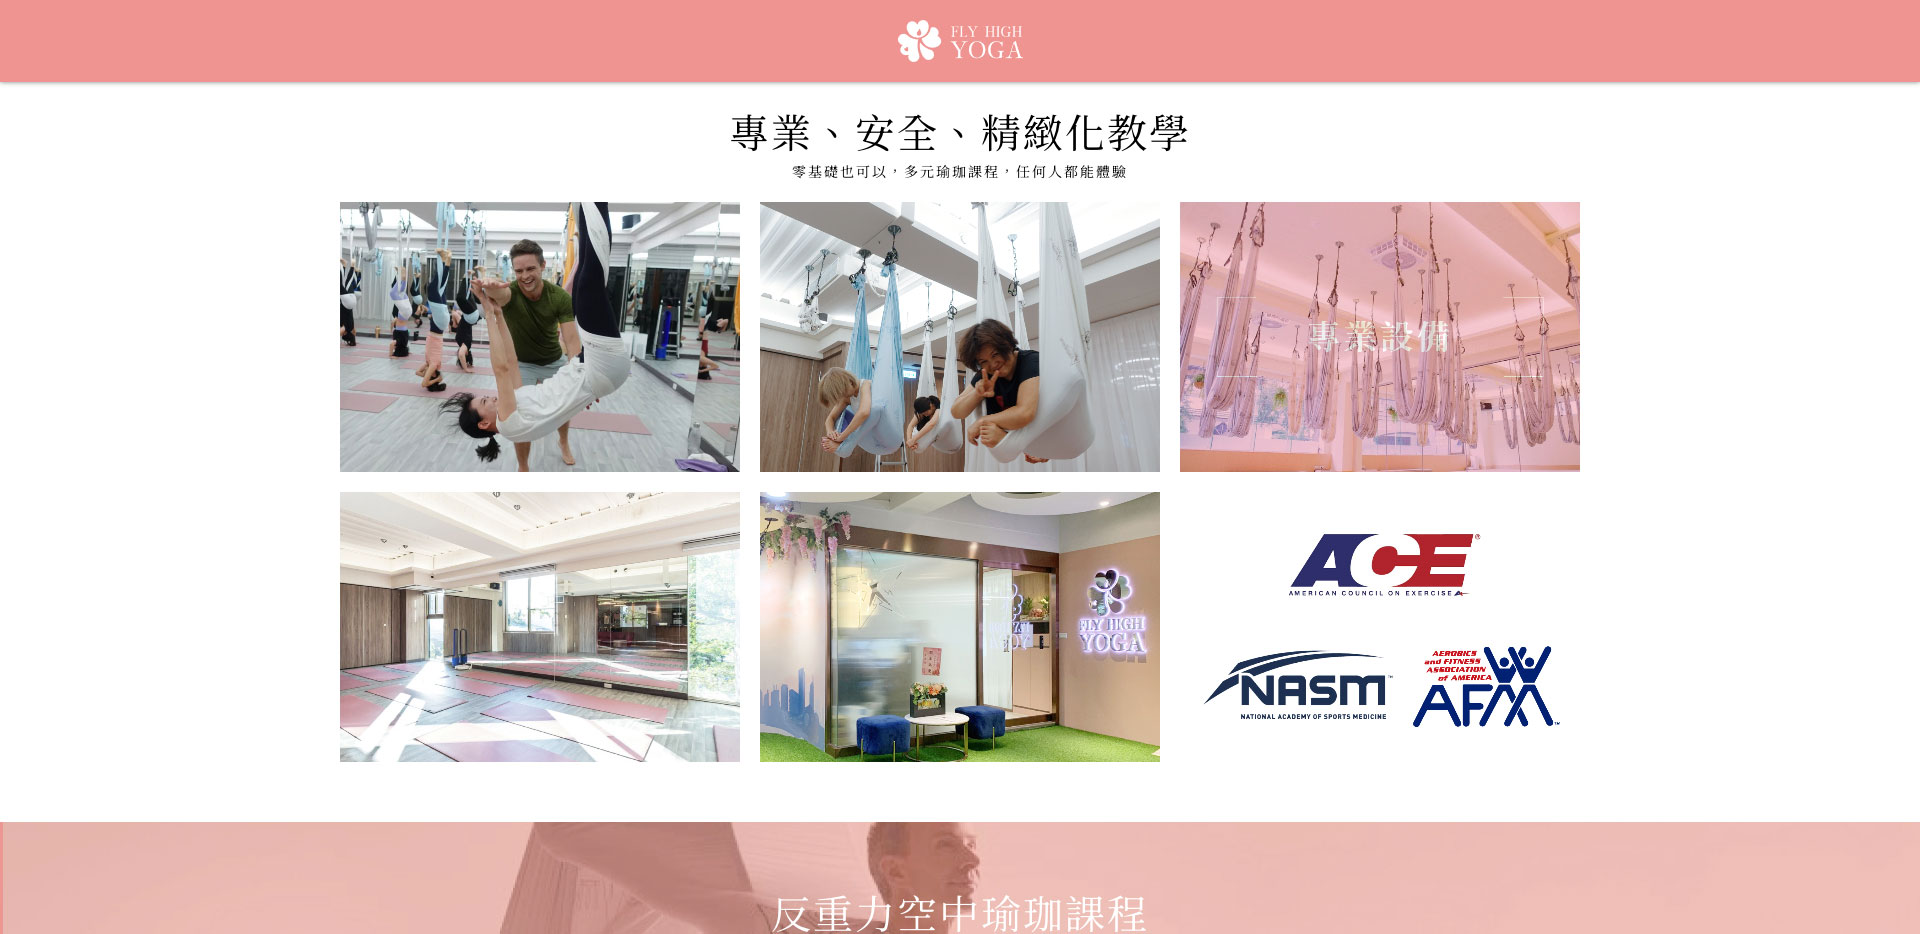 FLY HIGH
YOGA
專業、安全、精緻化教學
零基礎也可以，多元瑜珈課程，任何人都能體驗
專業設備
FLY HIGH
YOGA
ACE®
AMERICAN COUNCIL ON EXERCISE
NASM™
NATIONAL ACADEMY OF SPORTS MEDICINE
AEROBICS
and FITNESS
ASSOCIATION
of AMERICA
AFAA™
反重力空中瑜珈課程